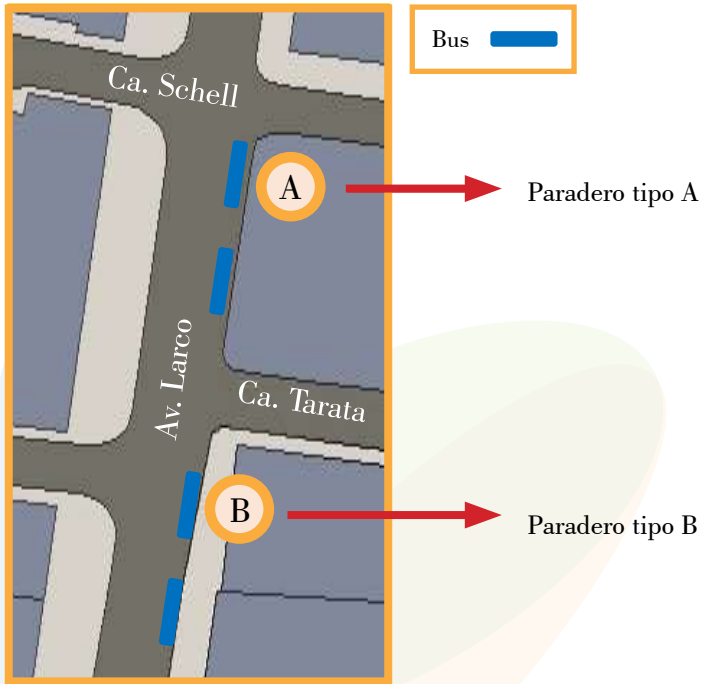 Bus
Ca. Schell
A
Paradero tipo A
Av. Larco
Ca. Tarata
B
Paradero tipo B